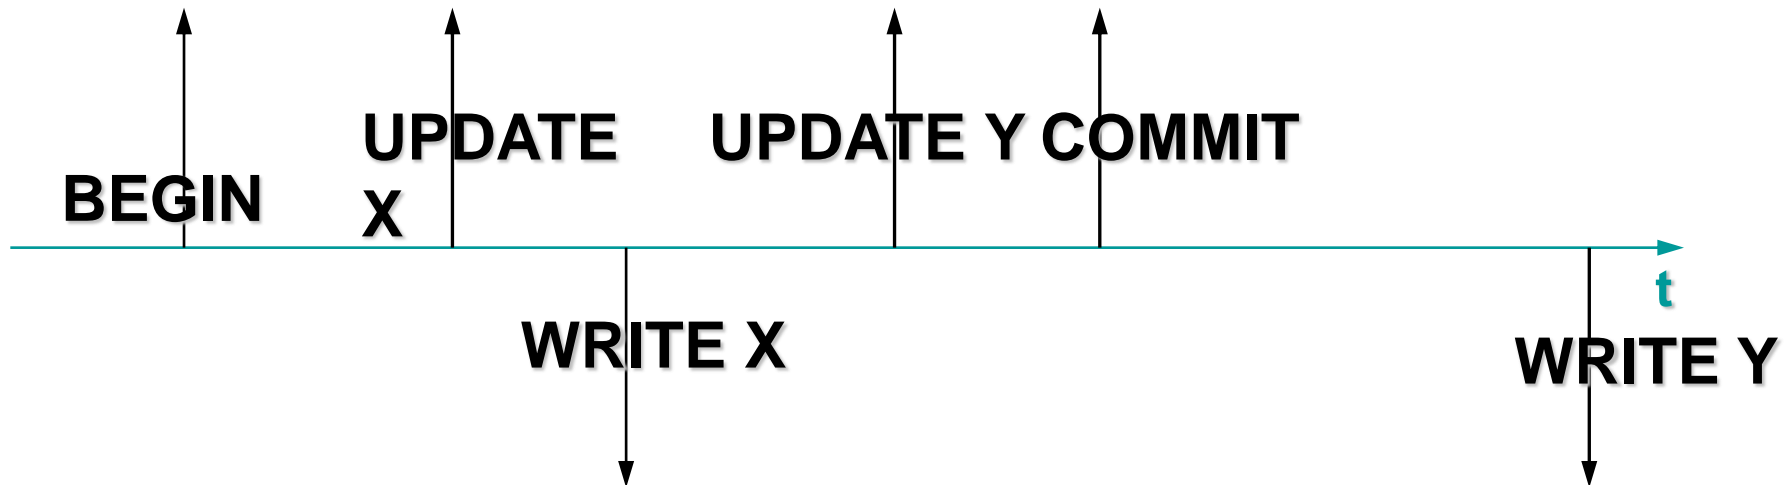 BEGIN
UPDATE
X
UPDATE Y
COMMIT
t
WRITE X
WRITE Y